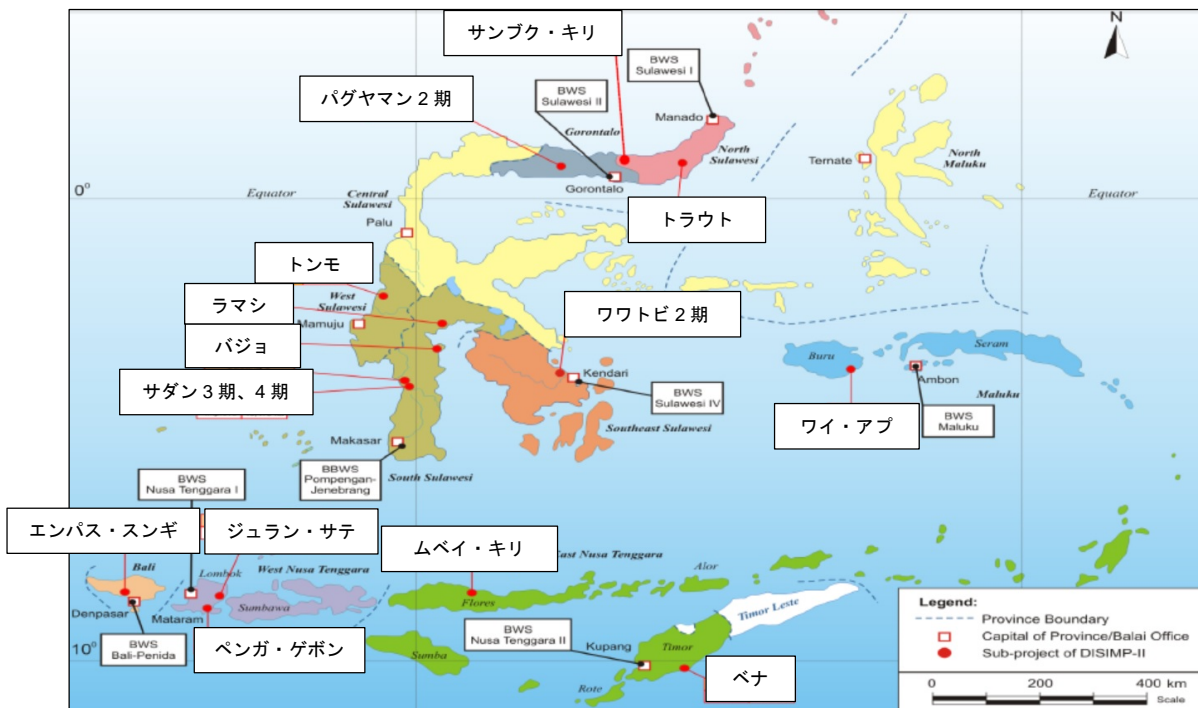 サンブク・キリ
N
BWS
Sulawesi I
パグヤマン 2 期
BWS
Sulawesi II
Manado
Gorontalo
North
Sulawesi
Ternate
North
Maluku
Gorontalo
0°
Equator
Central
Sulawesi
Equator
Palu
トラウト
トンモ
West
Sulawesi
ラマシ
Mamuju
ワワトビ 2 期
バジョ
サダン 3 期、4 期
Kendari
BWS
Sulawesi IV
Southeast Sulawesi
Buru
Seram
Ambon
Maluku
BWS
Maluku
ワイ・アプ
Makasar
BBWS
Pompengan-
Jenebrang
South Sulawesi
BWS
Nusa Tenggara I
エンパス・スンギ
ジュラン・サテ
ムベイ・キリ
East Nusa Tenggara
Bali
Lombok
West Nusa Tenggara
Alor
Denpasar
Mataram
Sumbawa
Flores
Timor Leste
BWS
Bali-Penida
ペンガ・ゲボン
BWS
Nusa Tenggara II
Kupang
Timor
Sumba
10°
Rote
ベナ
Legend:
Province Boundary
Capital of Province/Balai Office
Sub-project of DISIMP-II
0 200 400 km
Scale